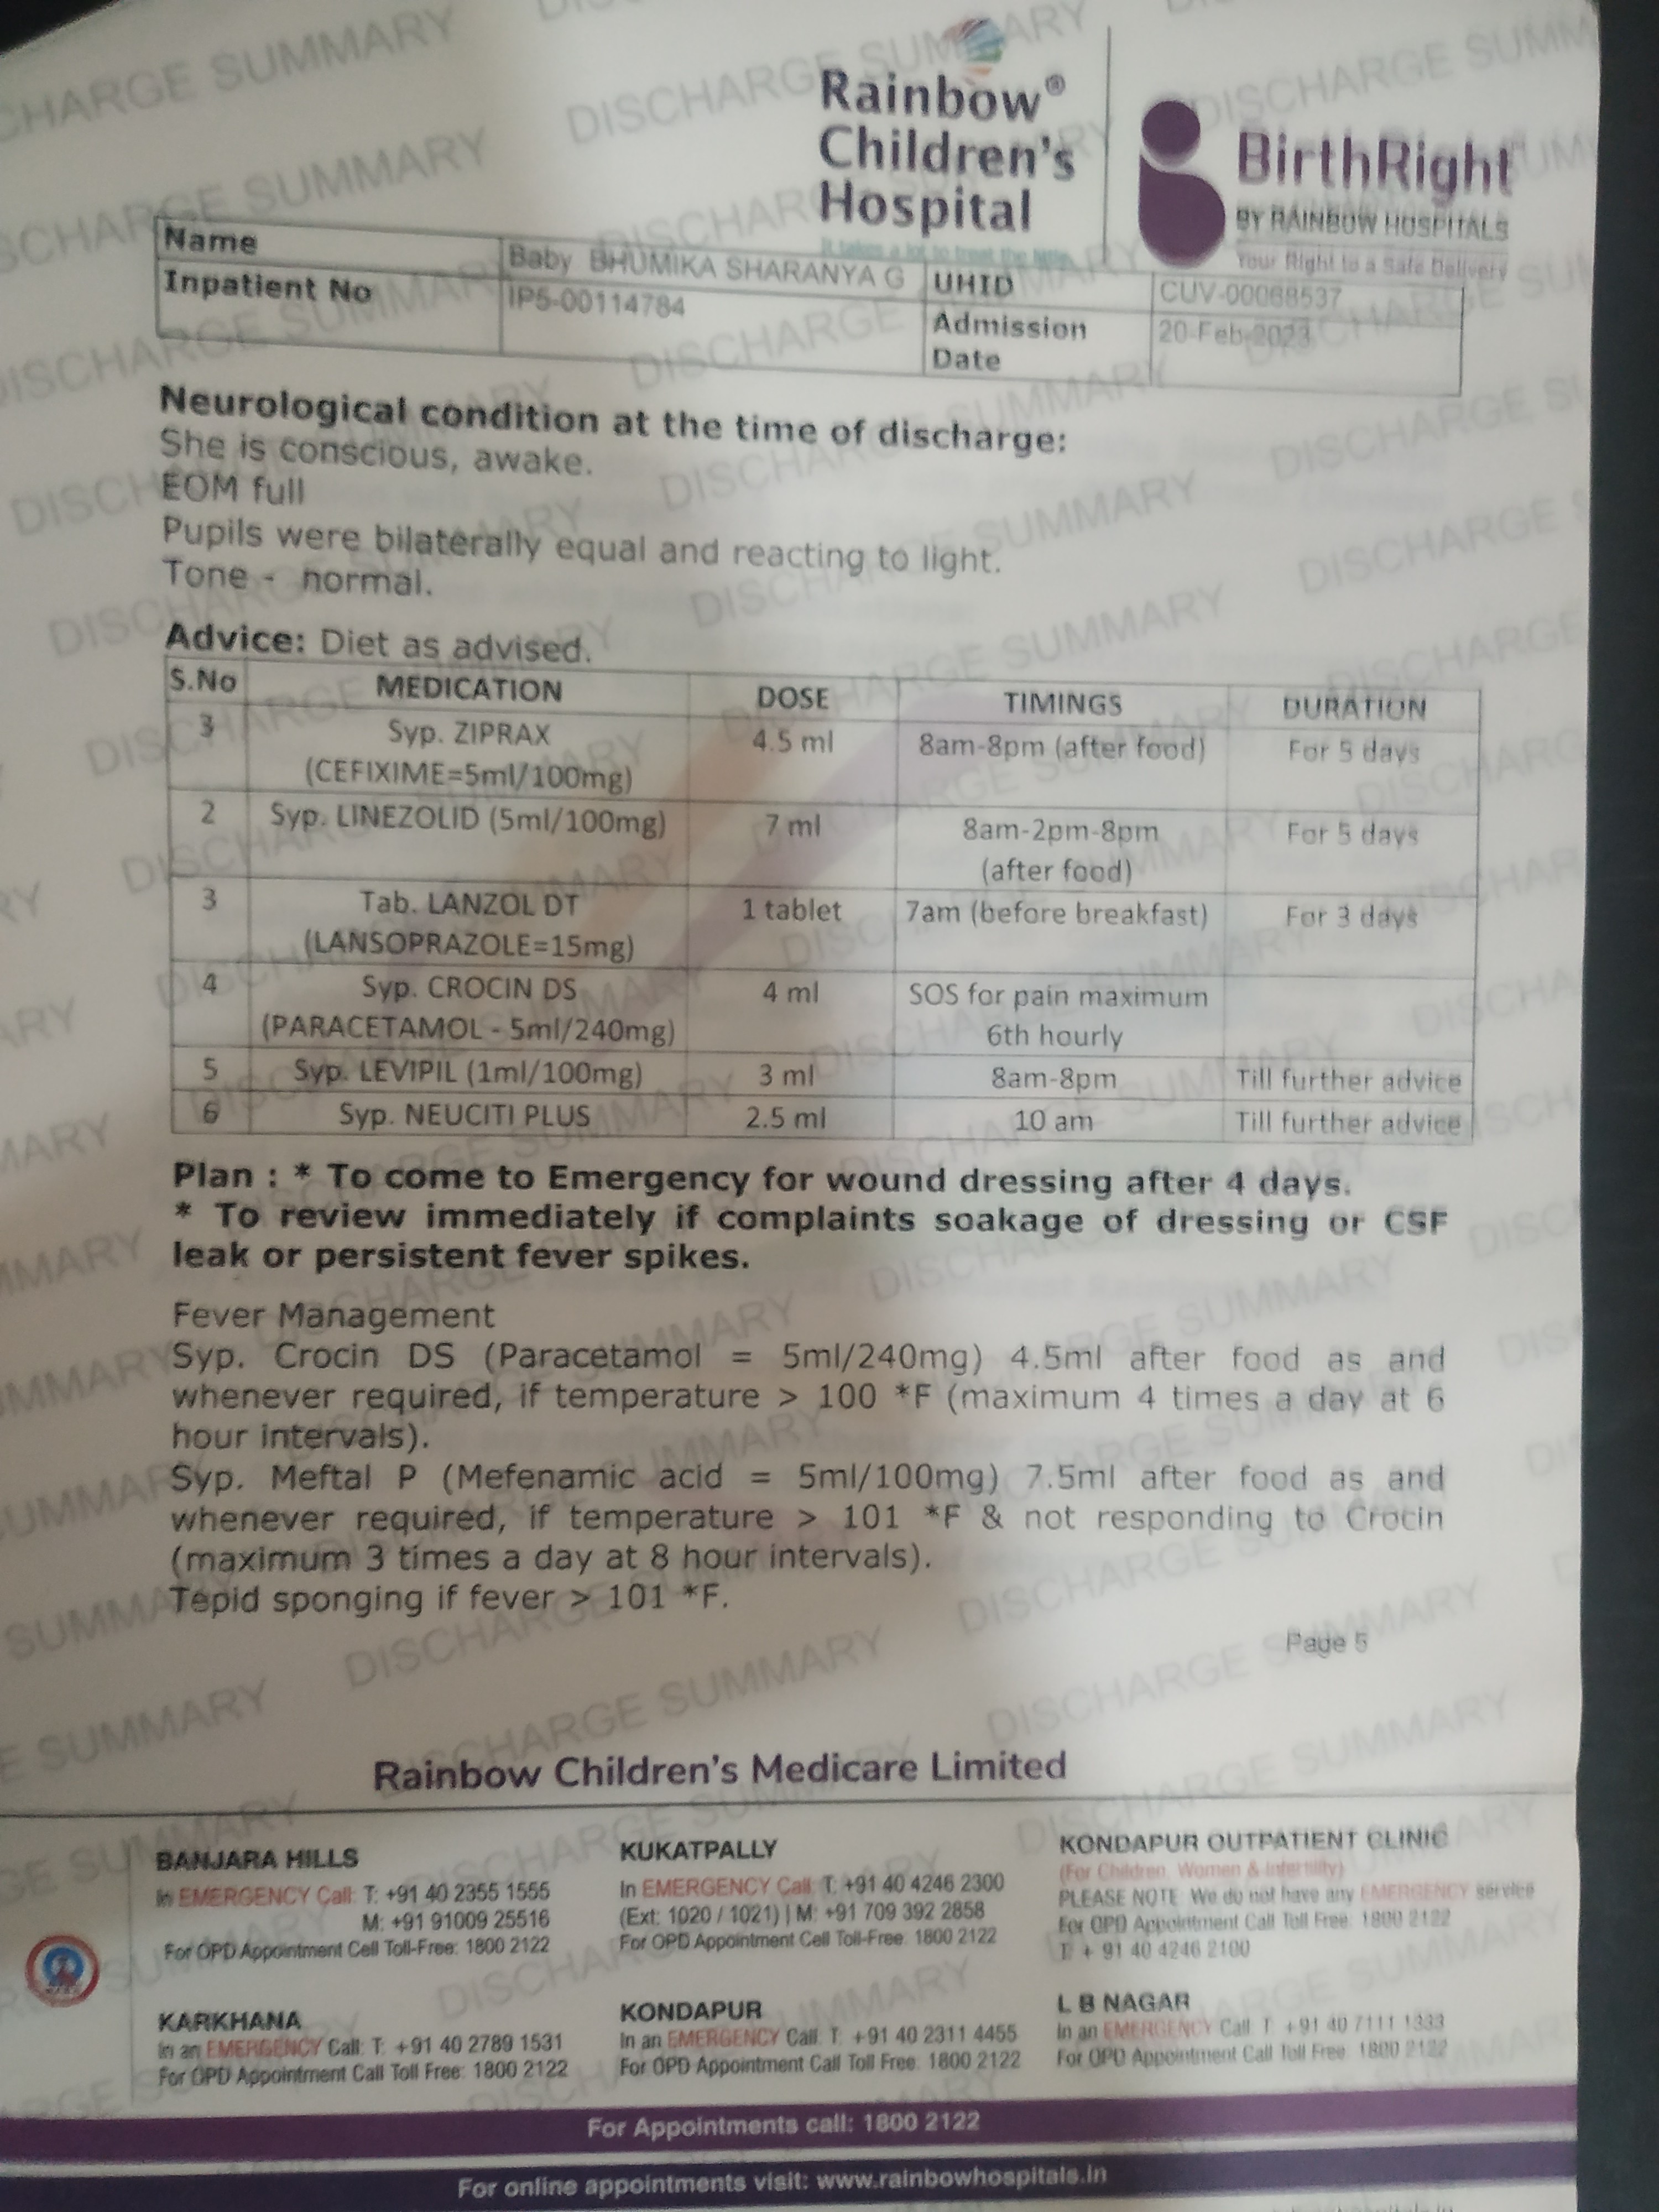 Rainbow®
Children's
Hospital
It takes a lot to treat the little.
BirthRight
BY RAINBOW HOSPITALS
Your Right to a Safe Delivery
Name Baby BHUMIKA SHARANYA G UHID CUV-00068537
Inpatient No IP5-00114784 Admission Date 20-Feb-2023
Neurological condition at the time of discharge:
She is conscious, awake.
EOM full
Pupils were bilaterally equal and reacting to light.
Tone - normal.
Advice: Diet as advised.
S.No MEDICATION DOSE TIMINGS DURATION
3 Syp. ZIPRAX 4.5 ml 8am-8pm (after food) For 5 days
(CEFIXIME=5ml/100mg)
2 Syp. LINEZOLID (5ml/100mg) 7 ml 8am-2pm-8pm For 5 days
(after food)
3 Tab. LANZOL DT 1 tablet 7am (before breakfast) For 3 days
(LANSOPRAZOLE=15mg)
4 Syp. CROCIN DS 4 ml SOS for pain maximum
(PARACETAMOL - 5ml/240mg) 6th hourly
5 Syp. LEVIPIL (1ml/100mg) 3 ml 8am-8pm Till further advice
6 Syp. NEUCITI PLUS 2.5 ml 10 am Till further advice
Plan : * To come to Emergency for wound dressing after 4 days.
* To review immediately if complaints soakage of dressing or CSF
leak or persistent fever spikes.
Fever Management
Syp. Crocin DS (Paracetamol = 5ml/240mg) 4.5ml after food as and
whenever required, if temperature > 100 *F (maximum 4 times a day at 6
hour intervals).
Syp. Meftal P (Mefenamic acid = 5ml/100mg) 7.5ml after food as and
whenever required, if temperature > 101 *F & not responding to Crocin
(maximum 3 times a day at 8 hour intervals).
Tepid sponging if fever > 101 *F.
Page 5
Rainbow Children's Medicare Limited
BANJARA HILLS
In EMERGENCY Call: T: +91 40 2355 1555
M: +91 91009 25516
For OPD Appointment Cell Toll-Free: 1800 2122
KUKATPALLY
In EMERGENCY Call: T: +91 40 4246 2300
(Ext: 1020 / 1021) | M: +91 709 392 2858
For OPD Appointment Cell Toll-Free: 1800 2122
KONDAPUR OUTPATIENT CLINIC
(For Children, Women & Infertility)
PLEASE NOTE: We do not have any EMERGENCY service
For OPD Appointment Call Toll Free: 1800 2122
T: + 91 40 4246 2100
KARKHANA
In an EMERGENCY Call: T: +91 40 2789 1531
For OPD Appointment Call Toll Free: 1800 2122
KONDAPUR
In an EMERGENCY Call: T: +91 40 2311 4455
For OPD Appointment Call Toll Free: 1800 2122
L B NAGAR
In an EMERGENCY Call: T: +91 40 7111 1333
For OPD Appointment Call Toll Free: 1800 2122
For Appointments call: 1800 2122
For online appointments visit: www.rainbowhospitals.in
DISCHARGE SUMMARY